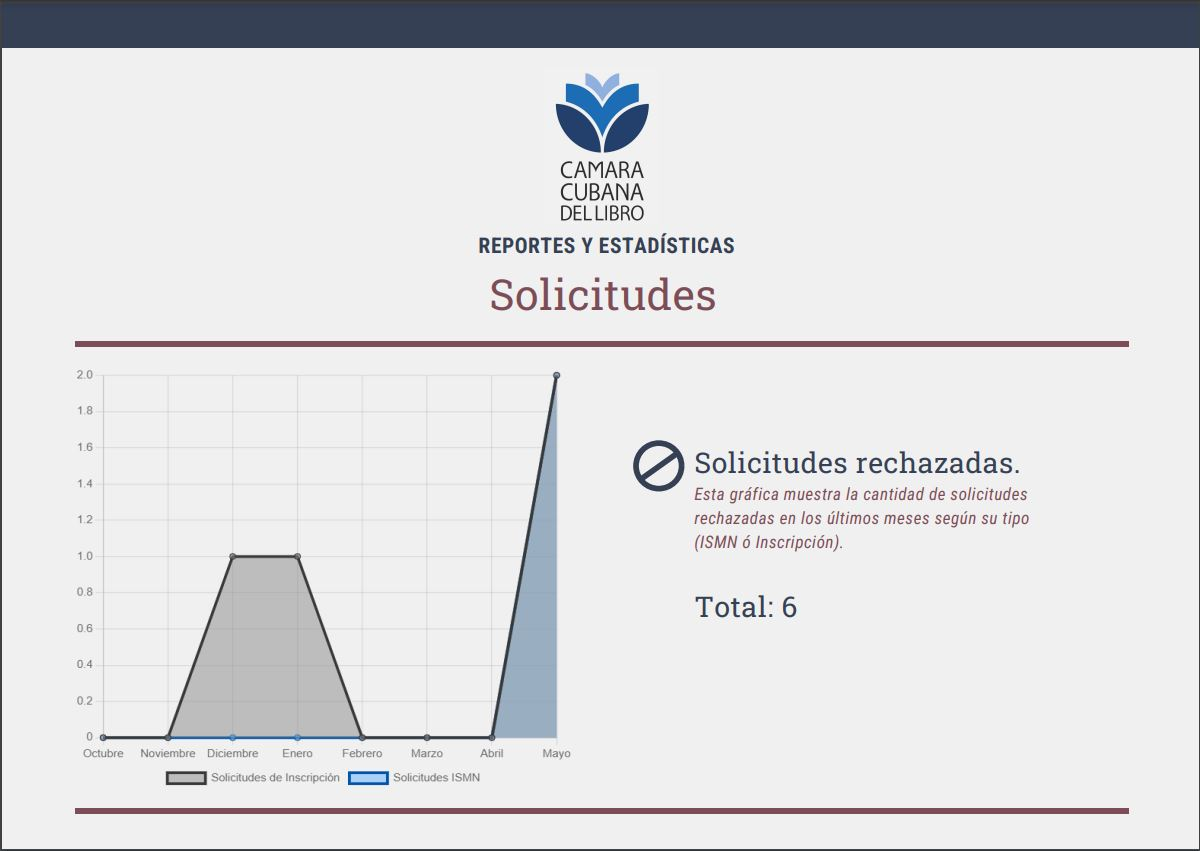 CAMARA
CUBANA
DEL LIBRO
REPORTES Y ESTADÍSTICAS
Solicitudes
2.0
1.8
1.6
1.4
1.2
1.0
0.8
0.6
0.4
0.2
0
Octubre Noviembre Diciembre Enero Febrero Marzo Abril Mayo
Solicitudes de Inscripción Solicitudes ISMN
Solicitudes rechazadas.
Esta gráfica muestra la cantidad de solicitudes
rechazadas en los últimos meses según su tipo
(ISMN ó Inscripción).
Total: 6